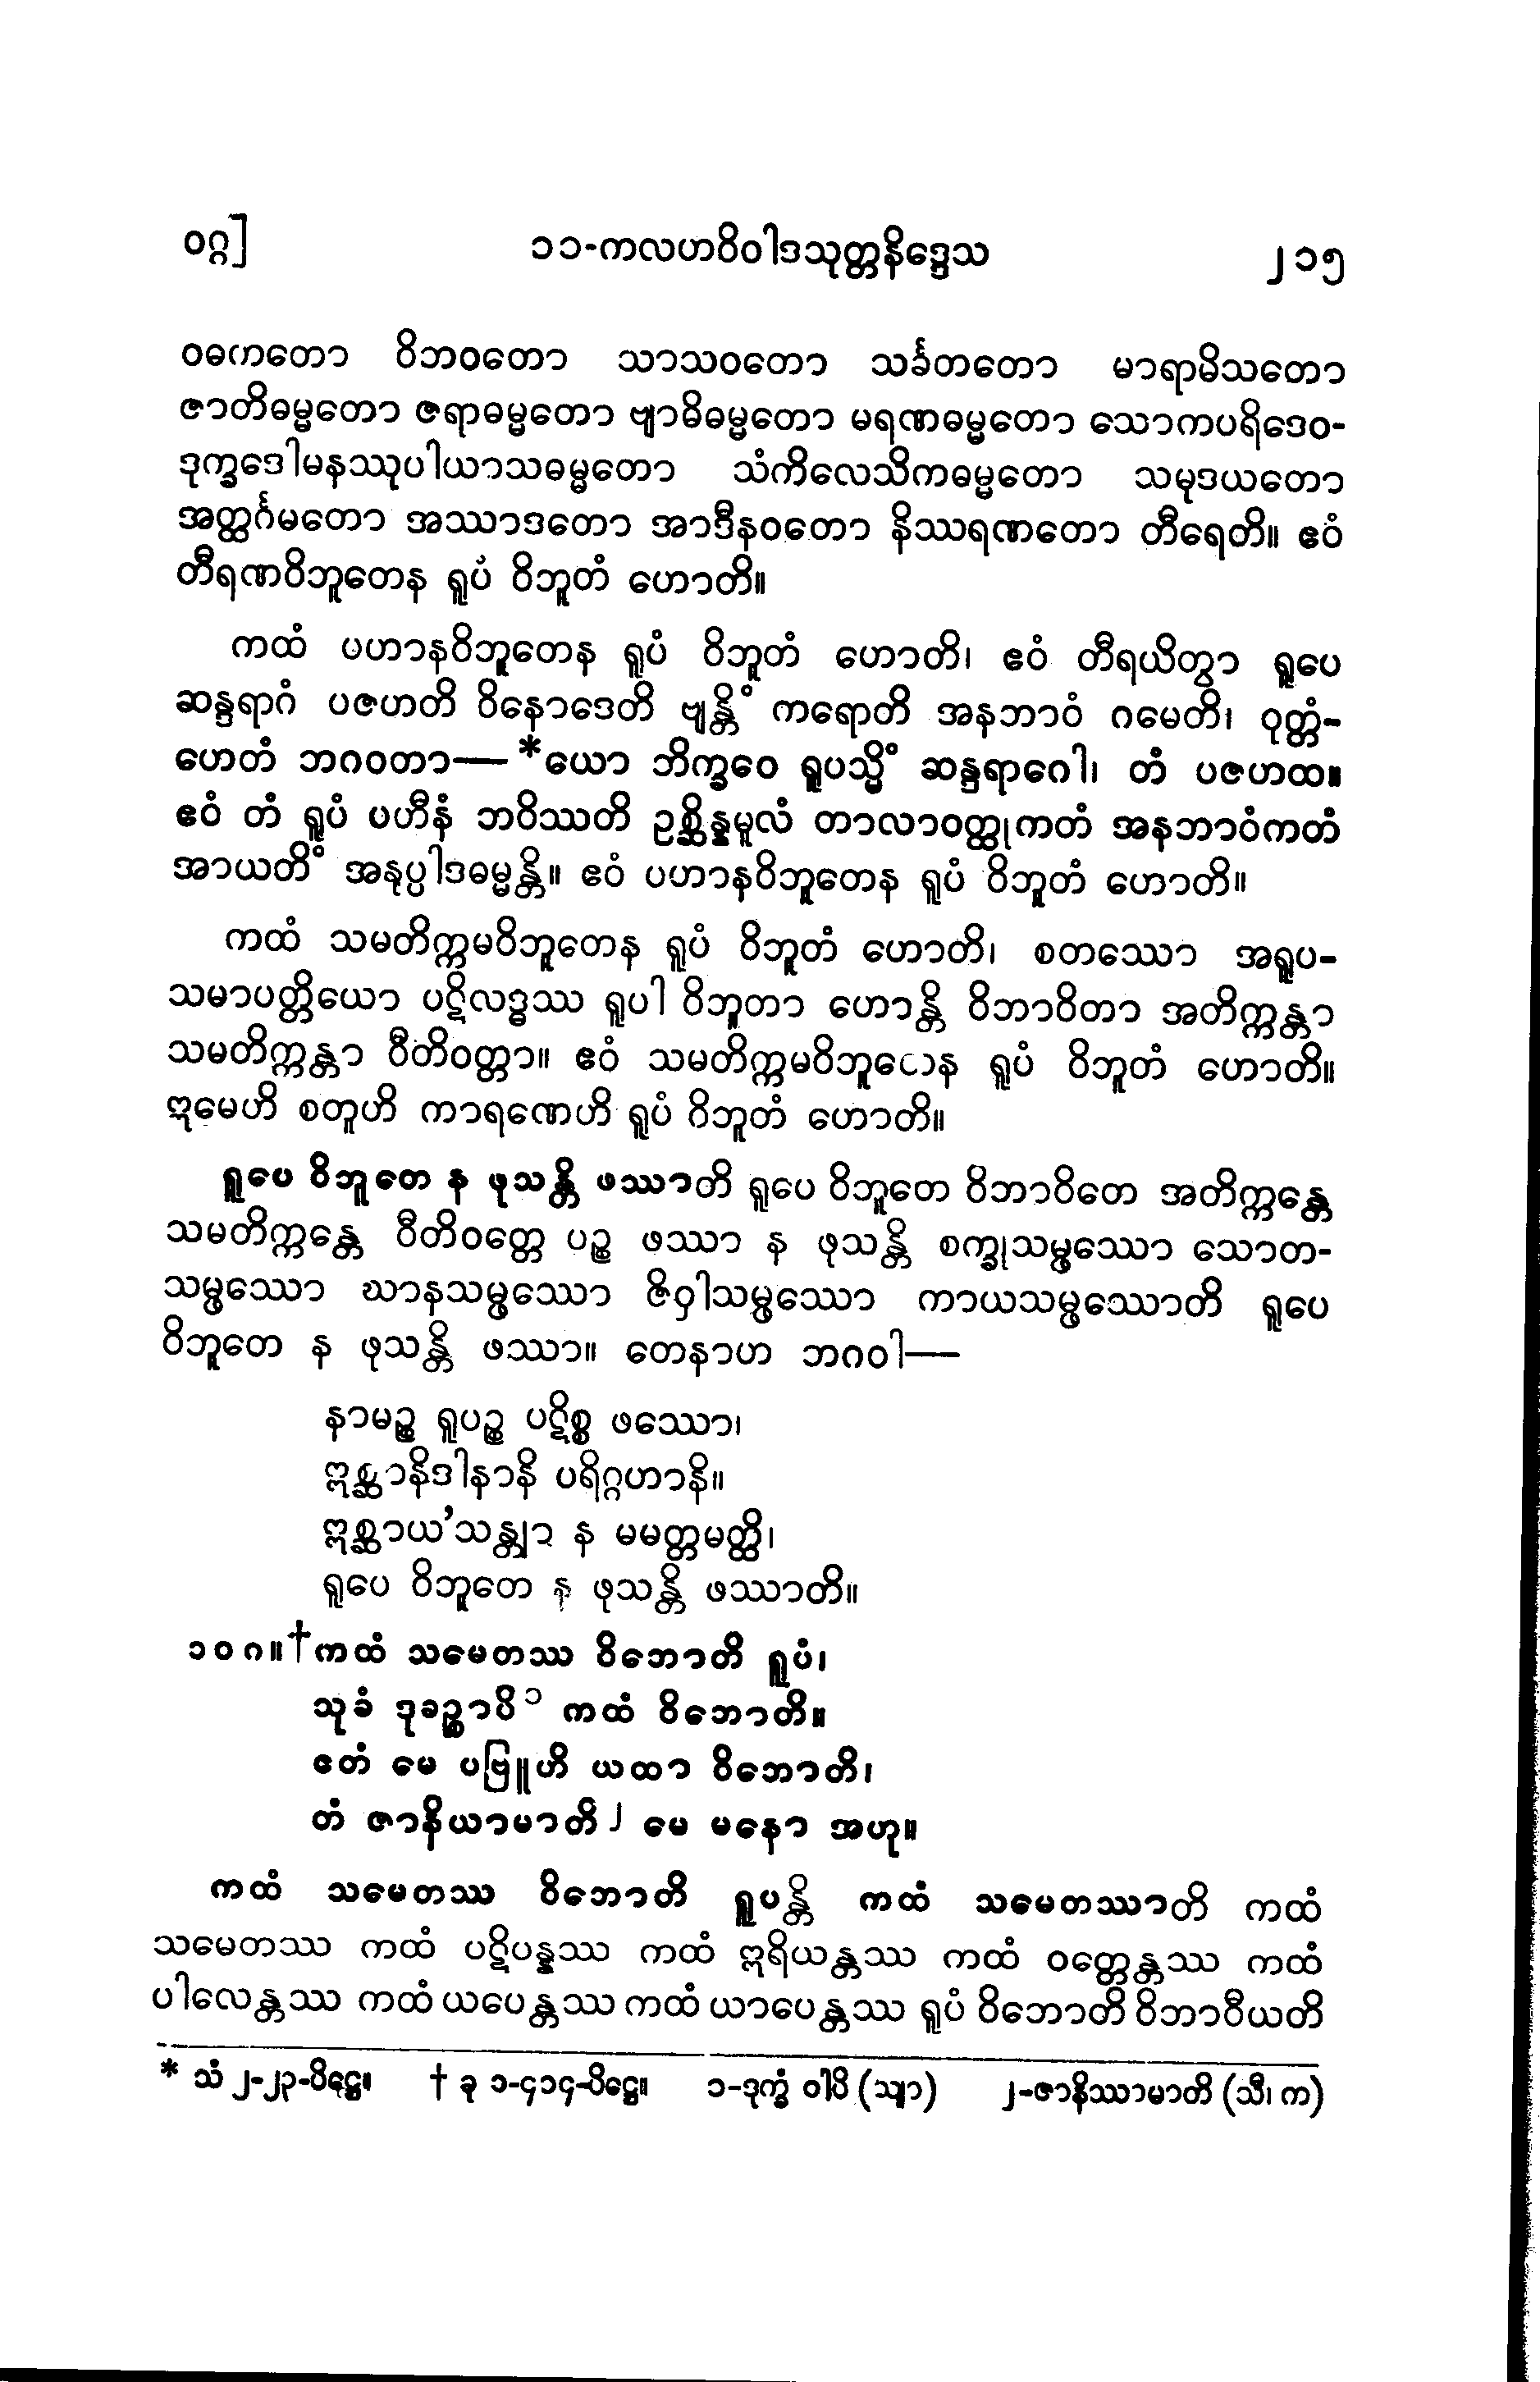 ဝဂ္ဂ]
၁၁-ကလဟဝိဝါဒသုတ္တနိဒ္ဒေသ
၂၁၅
ဝဓကတော ဝိဘဝတော သာသဝတော သင်္ခတတော မာရာမိသတော
ဇာတိဓမ္မတော ဇရာဓမ္မတော ဗျာဓိဓမ္မတော မရဏဓမ္မတော သောကပရိဒေဝ-
ဒုက္ခဒေါမနဿုပါယာသဓမ္မတော သံကိလေသိကဓမ္မတော သမုဒယတော
အတ္ထင်္ဂမတော အဿာဒတော အာဒီနဝတော နိဿရဏတော တီရေတိ။ ဧဝံ
တီရဏဝိဘူတေန ရူပံ ဝိဘူတံ ဟောတိ။
ကထံ ပဟာနဝိဘူတေန ရူပံ ဝိဘူတံ ဟောတိ၊ ဧဝံ တီရယိတွာ ရူပေ
ဆန္ဒရာဂံ ပဇဟတိ ဝိနောဒေတိ ဗျန္တိံ ကရောတိ အနဘာဝံ ဂမေတိ၊ ဝုတ္တံ-
ဟေတံ ဘဂဝတာ—*ယော ဘိက္ခဝေ ရူပသ္မိံ ဆန္ဒရာဂေါ၊ တံ ပဇဟထ။
ဧဝံ တံ ရူပံ ပဟီနံ ဘဝိဿတိ ဥစ္ဆိန္နမူလံ တာလာဝတ္ထုကတံ အနဘာဝံကတံ
အာယတိံ အနုပ္ပါဒဓမ္မန္တိ။ ဧဝံ ပဟာနဝိဘူတေန ရူပံ ဝိဘူတံ ဟောတိ။
ကထံ သမတိက္ကမဝိဘူတေန ရူပံ ဝိဘူတံ ဟောတိ၊ စတဿော အရူပ-
သမာပတ္တိယော ပဋိလဒ္ဓဿ ရူပါ ဝိဘူတာ ဟောန္တိ ဝိဘာဝိတာ အတိက္ကန္တာ
သမတိက္ကန္တာ ဝီတိဝတ္တာ။ ဧဝံ သမတိက္ကမဝိဘူတေန ရူပံ ဝိဘူတံ ဟောတိ။
ဣမေဟိ စတူဟိ ကာရဏေဟိ ရူပံ ဝိဘူတံ ဟောတိ။
ရူပေ ဝိဘူတေ န ဖုသန္တိ ဖဿာတိ ရူပေ ဝိဘူတေ ဝိဘာဝိတေ အတိက္ကန္တေ
သမတိက္ကန္တေ ဝီတိဝတ္တေ ပဉ္စ ဖဿာ န ဖုသန္တိ စက္ခုသမ္ဖဿော သောတ-
သမ္ဖဿော ဃာနသမ္ဖဿော ဇိဝှါသမ္ဖဿော ကာယသမ္ဖဿောတိ ရူပေ
ဝိဘူတေ န ဖုသန္တိ ဖဿာ။ တေနာဟ ဘဂဝါ—
နာမဉ္စ ရူပဉ္စ ပဋိစ္စ ဖဿော၊
ဣစ္ဆာနိဒါနာနိ ပရိဂ္ဂဟာနိ။
ဣစ္ဆာယ’သန္တျာ န မမတ္တမတ္ထိ၊
ရူပေ ဝိဘူတေ န ဖုသန္တိ ဖဿာတိ။
၁၀၈။†ကထံ သမေတဿ ဝိဘောတိ ရူပံ၊
သုခံ ဒုခဉ္စာပိ၁ ကထံ ဝိဘောတိ။
ဧတံ မေ ပဗြူဟိ ယထာ ဝိဘောတိ၊
တံ ဇာနိယာမာတိ၂ မေ မနော အဟု။
ကထံ သမေတဿ ဝိဘောတိ ရူပန္တိ ကထံ သမေတဿာတိ ကထံ
သမေတဿ ကထံ ပဋိပန္နဿ ကထံ ဣရိယန္တဿ ကထံ ဝတ္တေန္တဿ ကထံ
ပါလေန္တဿ ကထံ ယပေန္တဿ ကထံ ယာပေန္တဿ ရူပံ ဝိဘောတိ ဝိဘာဝီယတိ
* သံ ၂-၂၃-ပိဋ္ဌေ။ † ခု ၁-၄၁၄-ပိဋ္ဌေ။ ၁-ဒုက္ခံ ဝါပိ (သျာ) ၂-ဇာနိဿာမာတိ (သီ၊ က)